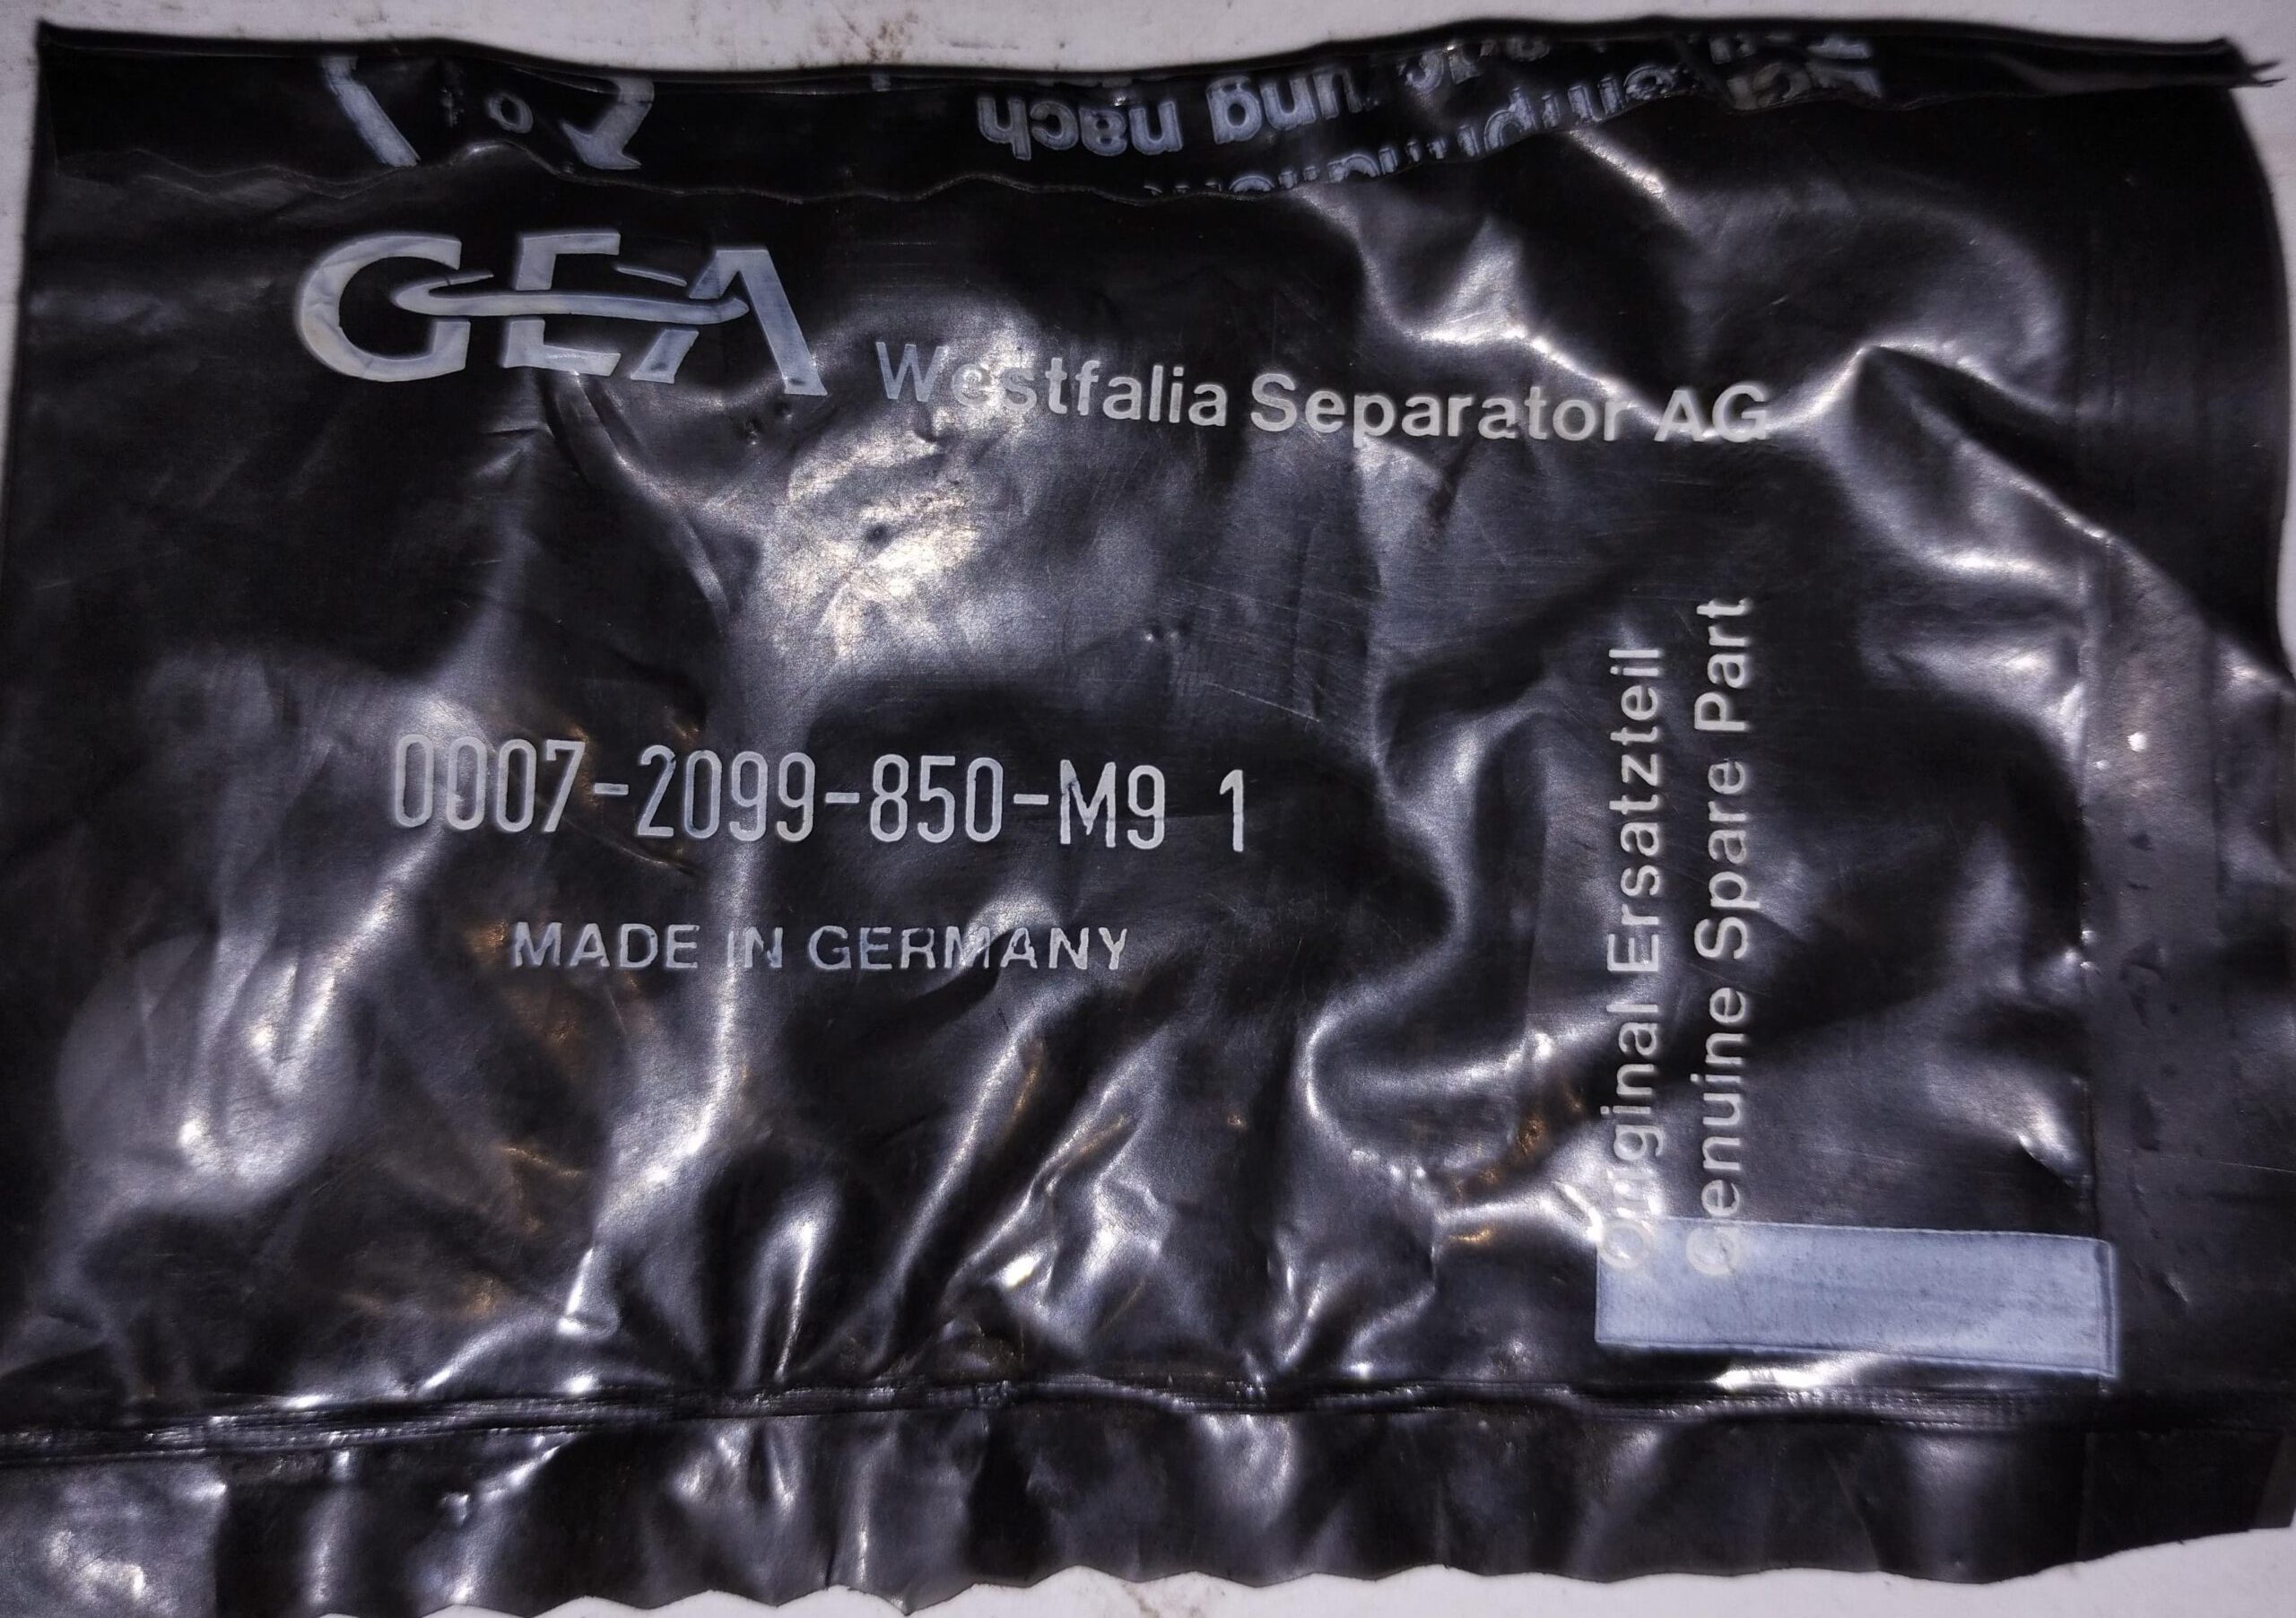 ung nach
GEA
Westfalia Separator AG
0007-2099-850-M9 1
MADE IN GERMANY
Original Ersatzteil
Genuine Spare Part